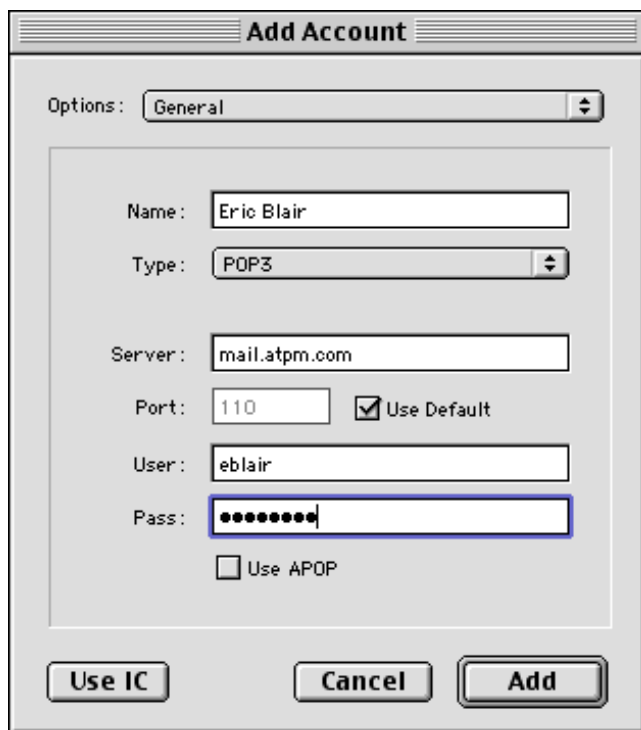 Add Account
Options: General
Name: Eric Blair
Type: POP3
Server: mail.atpm.com
Port: 110 Use Default
User: eblair
Pass: ●●●●●●●●
Use APOP
Use IC Cancel Add